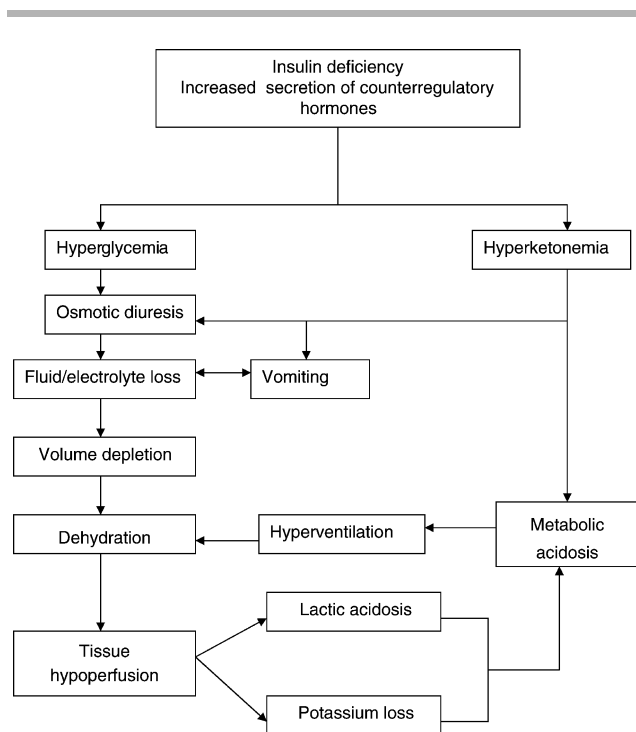 Insulin deficiency
Increased secretion of counterregulatory
hormones
Hyperglycemia
Hyperketonemia
Osmotic diuresis
Fluid/electrolyte loss
Vomiting
Volume depletion
Dehydration
Hyperventilation
Metabolic
acidosis
Lactic acidosis
Tissue
hypoperfusion
Potassium loss